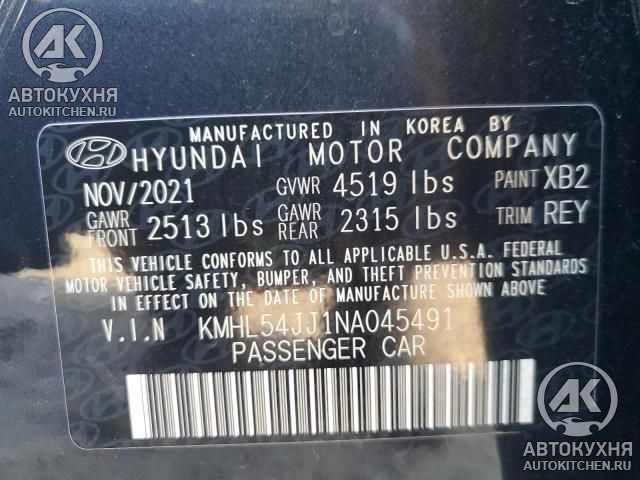 АВТОКУХНЯ
AUTOKITCHEN.RU
MANUFACTURED IN KOREA BY
HYUNDAI MOTOR COMPANY
NOV/2021 GVWR 4519 lbs PAINT XB2
GAWR FRONT 2513 lbs GAWR REAR 2315 lbs TRIM REY
THIS VEHICLE CONFORMS TO ALL APPLICABLE U.S.A. FEDERAL
MOTOR VEHICLE SAFETY, BUMPER, AND THEFT PREVENTION STANDARDS
IN EFFECT ON THE DATE OF MANUFACTURE SHOWN ABOVE.
V.I.N KMHL54JJ1NA045491
PASSENGER CAR
АК
АВТОКУХНЯ
AUTOKITCHEN.RU